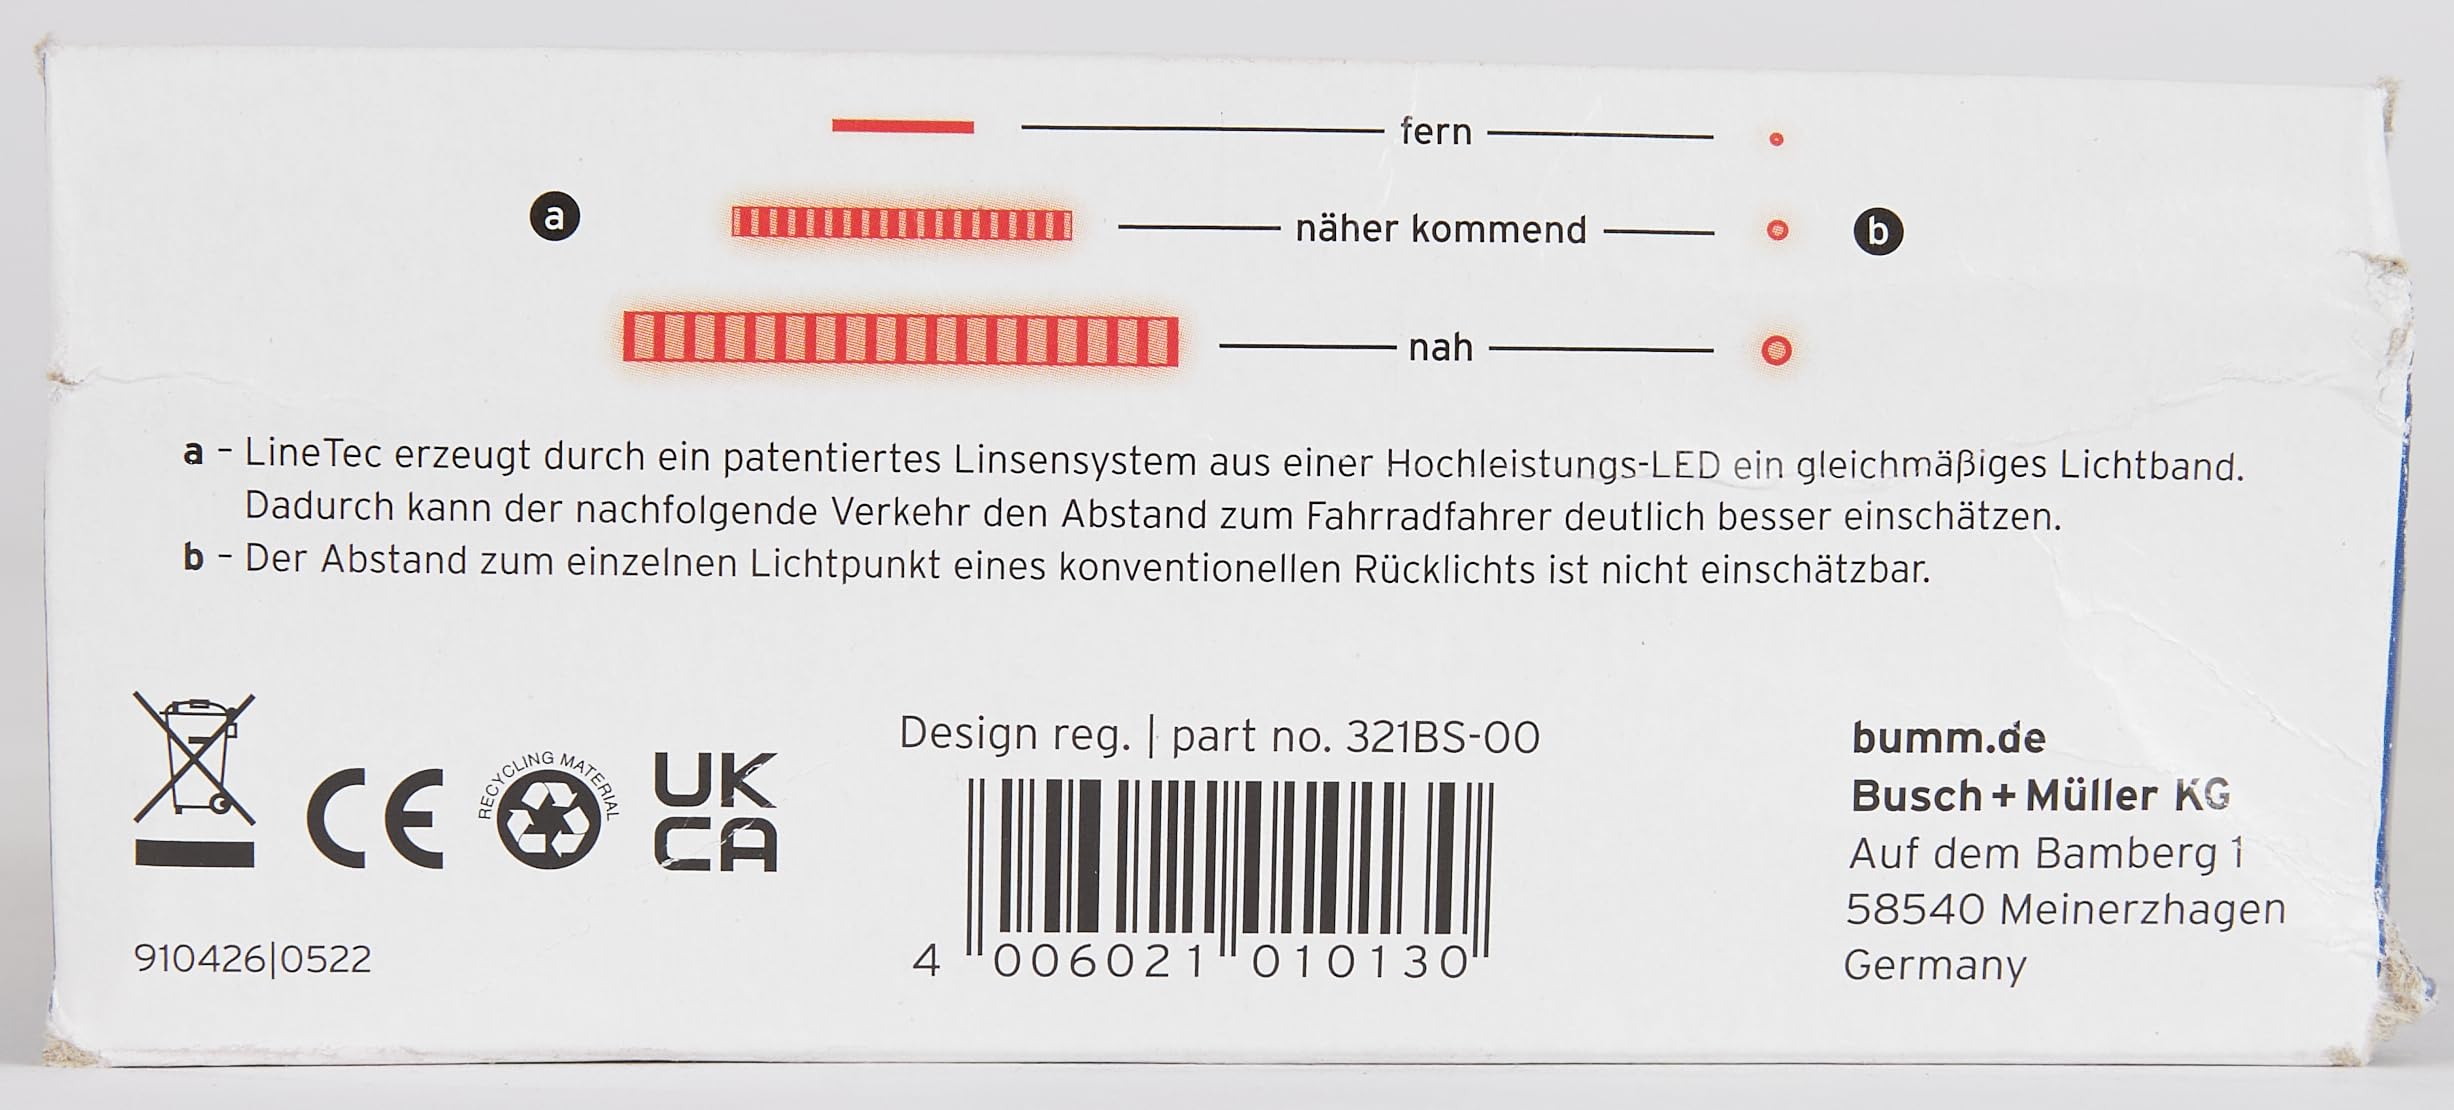 fern
a
näher kommend
b
nah
a – LineTec erzeugt durch ein patentiertes Linsensystem aus einer Hochleistungs-LED ein gleichmäßiges Lichtband.
Dadurch kann der nachfolgende Verkehr den Abstand zum Fahrradfahrer deutlich besser einschätzen.
b – Der Abstand zum einzelnen Lichtpunkt eines konventionellen Rücklichts ist nicht einschätzbar.
CE
RECYCLING MATERIAL
UK
CA
910426|0522
Design reg. | part no. 321BS-00
4 006021 010130
bumm.de
Busch+Müller KG
Auf dem Bamberg 1
58540 Meinerzhagen
Germany